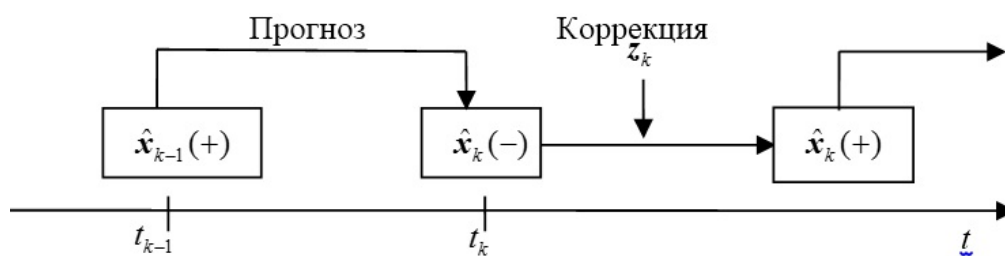 Прогноз Коррекция
z_k
x̂_{k-1}(+) x̂_k(-) x̂_k(+)
t_{k-1} t_k t